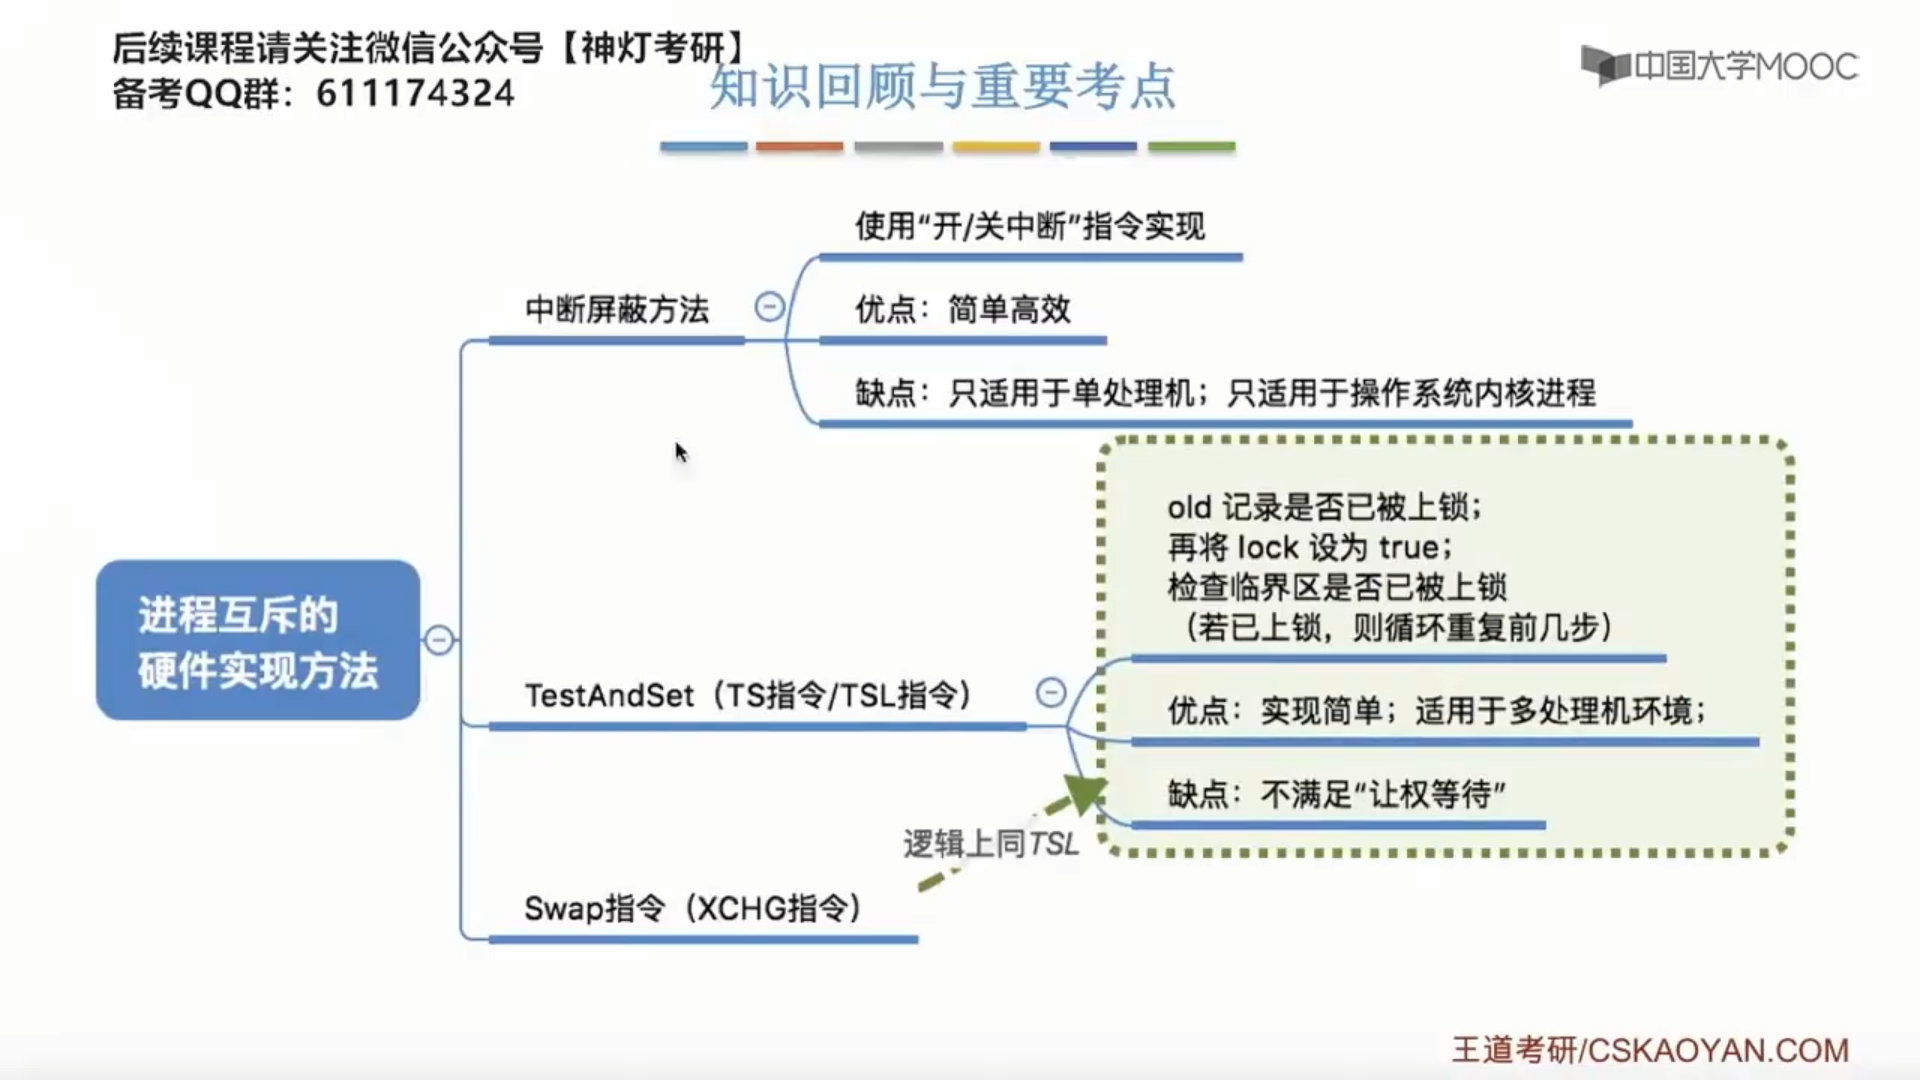 后续课程请关注微信公众号【神灯考研】
备考QQ群：611174324
知识回顾与重要考点
中国大学MOOC
使用“开/关中断”指令实现
中断屏蔽方法
优点：简单高效
缺点：只适用于单处理机；只适用于操作系统内核进程
old 记录是否已被上锁；
再将 lock 设为 true；
检查临界区是否已被上锁
（若已上锁，则循环重复前几步）
进程互斥的
硬件实现方法
TestAndSet（TS指令/TSL指令）
优点：实现简单；适用于多处理机环境；
缺点：不满足“让权等待”
逻辑上同TSL
Swap指令（XCHG指令）
王道考研/CSKAOYAN.COM